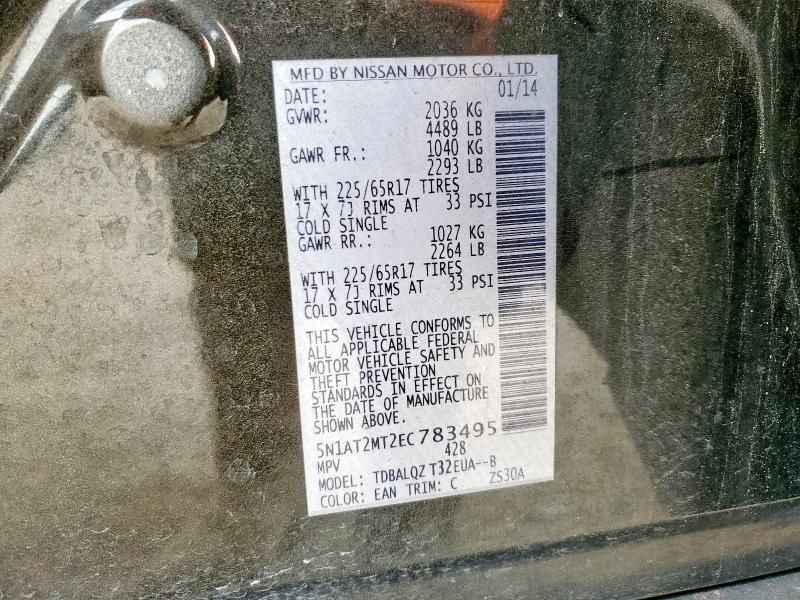 MFD BY NISSAN MOTOR CO., LTD.
DATE: 01/14
GVWR: 2036 KG
4489 LB
GAWR FR.: 1040 KG
2293 LB
WITH 225/65R17 TIRES
17 X 7J RIMS AT 33 PSI
COLD SINGLE
GAWR RR.: 1027 KG
2264 LB
WITH 225/65R17 TIRES
17 X 7J RIMS AT 33 PSI
COLD SINGLE
THIS VEHICLE CONFORMS TO
ALL APPLICABLE FEDERAL
MOTOR VEHICLE SAFETY AND
THEFT PREVENTION
STANDARDS IN EFFECT ON
THE DATE OF MANUFACTURE
SHOWN ABOVE.
5N1AT2MT2EC783495
MPV 428
MODEL: TDBALQZ T32EUA--B
COLOR: EAN TRIM: C ZS30A